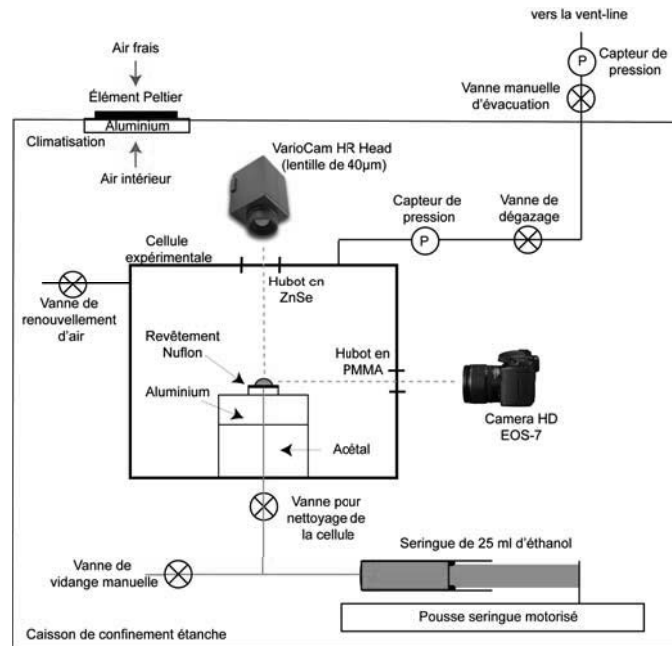 vers la vent-line
Air frais
P
Capteur de
pression
Élément Peltier
Vanne manuelle
d'évacuation
Aluminium
Climatisation
VarioCam HR Head
(lentille de 40µm)
Air intérieur
Capteur de
pression
Vanne de
dégazage
P
Cellule
expérimentale
Hubot en
ZnSe
Vanne de
renouvellement
d'air
Revêtement
Nuflon
Hubot en
PMMA
Aluminium
Camera HD
EOS-7
Acétal
Vanne pour
nettoyage de
la cellule
Seringue de 25 ml d'éthanol
Vanne de
vidange manuelle
Pousse seringue motorisé
Caisson de confinement étanche